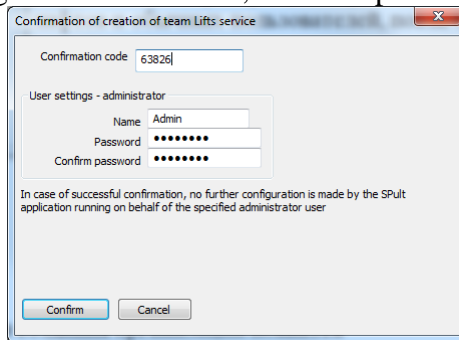 Confirmation of creation of team Lifts service
Confirmation code 63826
User settings - administrator
Name Admin
Password ••••••••
Confirm password ••••••••
In case of successful confirmation, no further configuration is made by the SPult
application running on behalf of the specified administrator user
Confirm Cancel